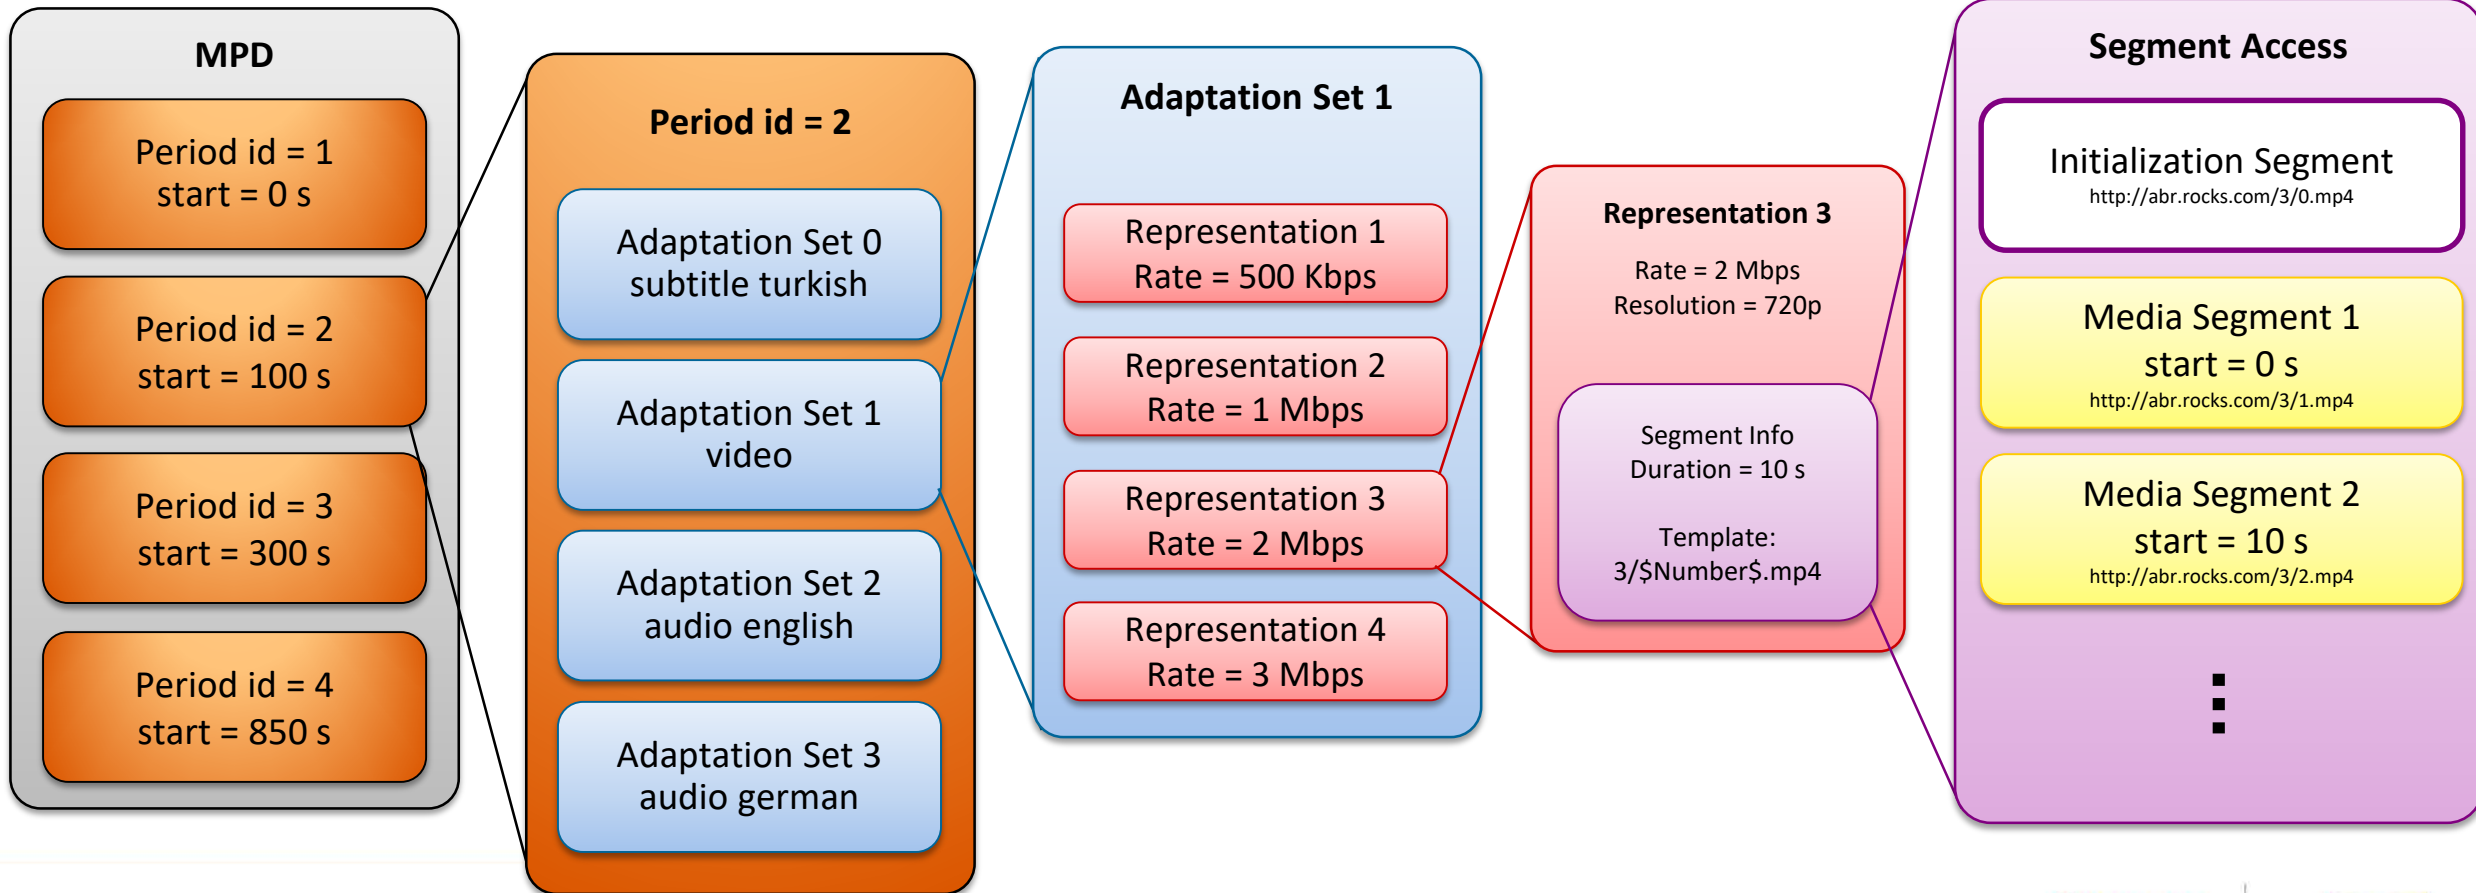 MPD
Period id = 1
start = 0 s
Period id = 2
start = 100 s
Period id = 3
start = 300 s
Period id = 4
start = 850 s
Period id = 2
Adaptation Set 0
subtitle turkish
Adaptation Set 1
video
Adaptation Set 2
audio english
Adaptation Set 3
audio german
Adaptation Set 1
Representation 1
Rate = 500 Kbps
Representation 2
Rate = 1 Mbps
Representation 3
Rate = 2 Mbps
Representation 4
Rate = 3 Mbps
Representation 3
Rate = 2 Mbps
Resolution = 720p
Segment Info
Duration = 10 s
Template:
3/$Number$.mp4
Segment Access
Initialization Segment
http://abr.rocks.com/3/0.mp4
Media Segment 1
start = 0 s
http://abr.rocks.com/3/1.mp4
Media Segment 2
start = 10 s
http://abr.rocks.com/3/2.mp4